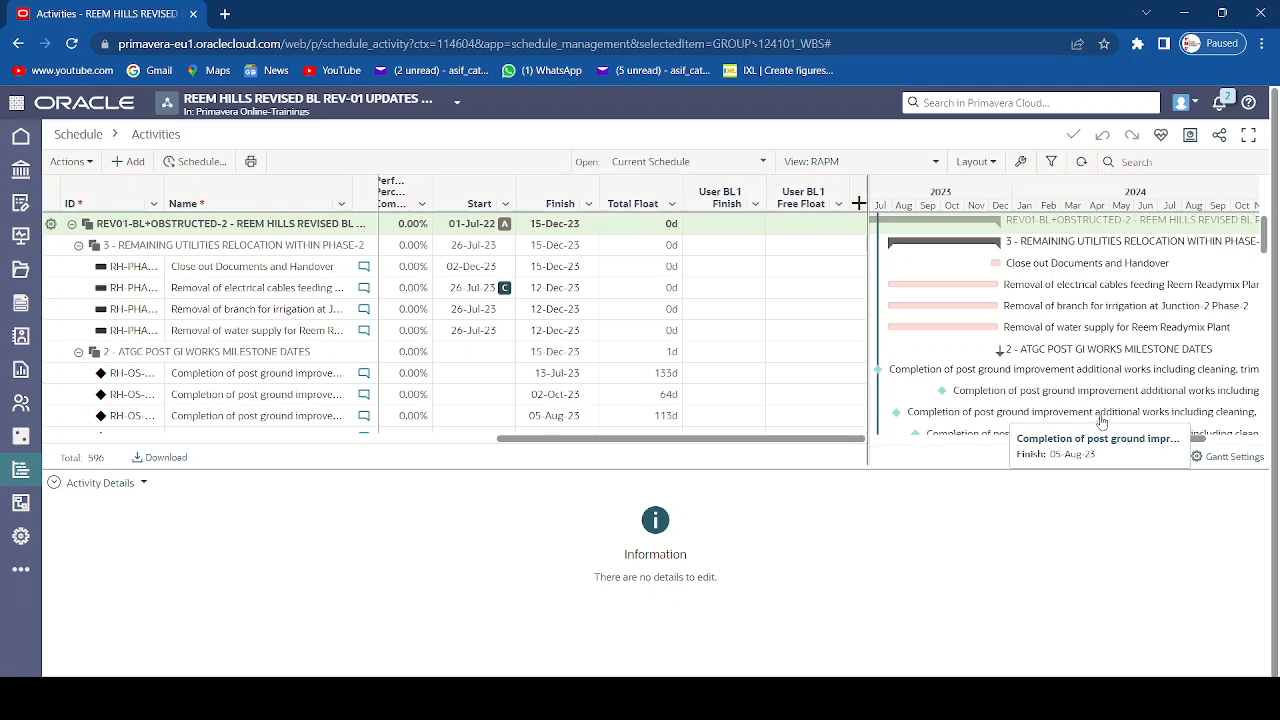 Activities - REEM HILLS REVISED
primavera-eu1.oraclecloud.com/web/p/schedule_activity?ctx=114604&app=schedule_management&selectedItem=GROUP$124101_WBS#
Paused
www.youtube.com Gmail Maps News YouTube (2 unread) - asif_cat... (1) WhatsApp (5 unread) - asif_cat... IXL | Create figures...
ORACLE REEM HILLS REVISED BL REV-01 UPDATES ...
In: Primavera Online-Trainings
Search in Primavera Cloud...
2
Schedule > Activities
Actions + Add Schedule... Open: Current Schedule View: RAPM Layout Search
ID * Name * Perf... Perc... Com... Start Finish Total Float User BL1 Finish User BL1 Free Float
2023 2024
Jul Aug Sep Oct Nov Dec Jan Feb Mar Apr May Jun Jul Aug Sep Oct N
REV01-BL+OBSTRUCTED-2 - REEM HILLS REVISED BL ... 0.00% 01-Jul-22 A 15-Dec-23 0d REV01-BL+OBSTRUCTED-2 - REEM HILLS REVISED BL F
3 - REMAINING UTILITIES RELOCATION WITHIN PHASE-2 0.00% 26-Jul-23 15-Dec-23 0d 3 - REMAINING UTILITIES RELOCATION WITHIN PHASE-
RH-PHA... Close out Documents and Handover 0.00% 02-Dec-23 15-Dec-23 0d Close out Documents and Handover
RH-PHA... Removal of electrical cables feeding ... 0.00% 26-Jul-23 C 12-Dec-23 0d Removal of electrical cables feeding Reem Readymix Plar
RH-PHA... Removal of branch for irrigation at J... 0.00% 26-Jul-23 12-Dec-23 0d Removal of branch for irrigation at Junction-2 Phase-2
RH-PHA... Removal of water supply for Reem R... 0.00% 26-Jul-23 12-Dec-23 0d Removal of water supply for Reem Readymix Plant
2 - ATGC POST GI WORKS MILESTONE DATES 0.00% 15-Dec-23 1d 2 - ATGC POST GI WORKS MILESTONE DATES
RH-OS-... Completion of post ground improve... 0.00% 13-Jul-23 133d Completion of post ground improvement additional works including cleaning, trim
RH-OS-... Completion of post ground improve... 0.00% 02-Oct-23 64d Completion of post ground improvement additional works including
RH-OS-... Completion of post ground improve... 0.00% 05-Aug-23 113d Completion of post ground improvement additional works including cleaning,
Completion of post ground impr...
Finish: 05-Aug-23
Total: 596 Download Gantt Settings
Activity Details
Information
There are no details to edit.